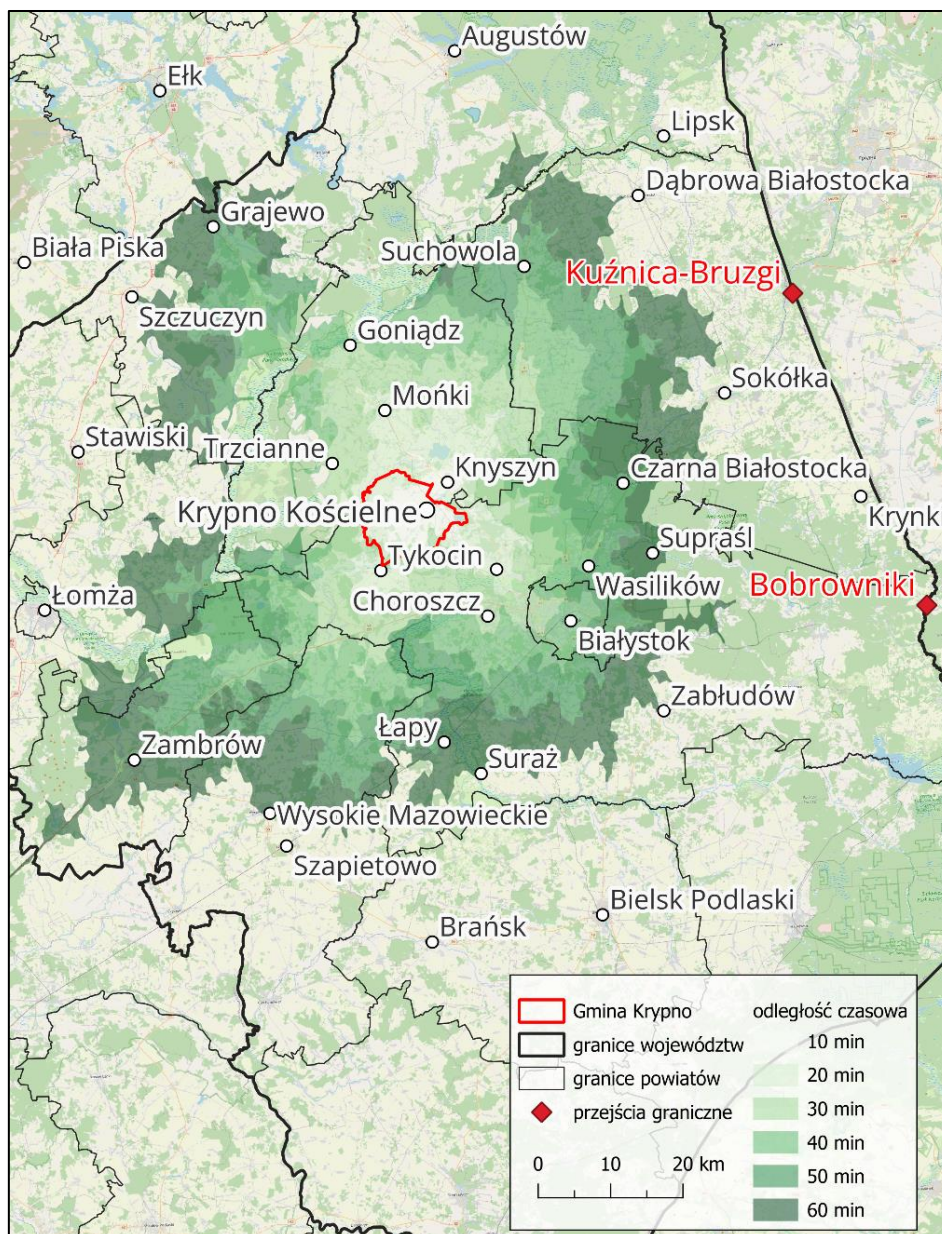 Augustów
Ełk
Lipsk
Dąbrowa Białostocka
Grajewo
Biała Piska
Suchowola
Kuźnica-Bruzgi
Szczuczyn
Goniądz
Sokółka
Mońki
Stawiski
Trzcianne
Knyszyn
Czarna Białostocka
Krypno Kościelne
Krynk
Supraśl
Tykocin
Wasilików
Bobrowniki
Łomża
Choroszcz
Białystok
Zabłudów
Łapy
Zambrów
Suraż
Wysokie Mazowieckie
Szapietowo
Bielsk Podlaski
Brańsk
Gmina Krypno
granice województw
granice powiatów
przejścia graniczne
0 10 20 km
odległość czasowa
10 min
20 min
30 min
40 min
50 min
60 min